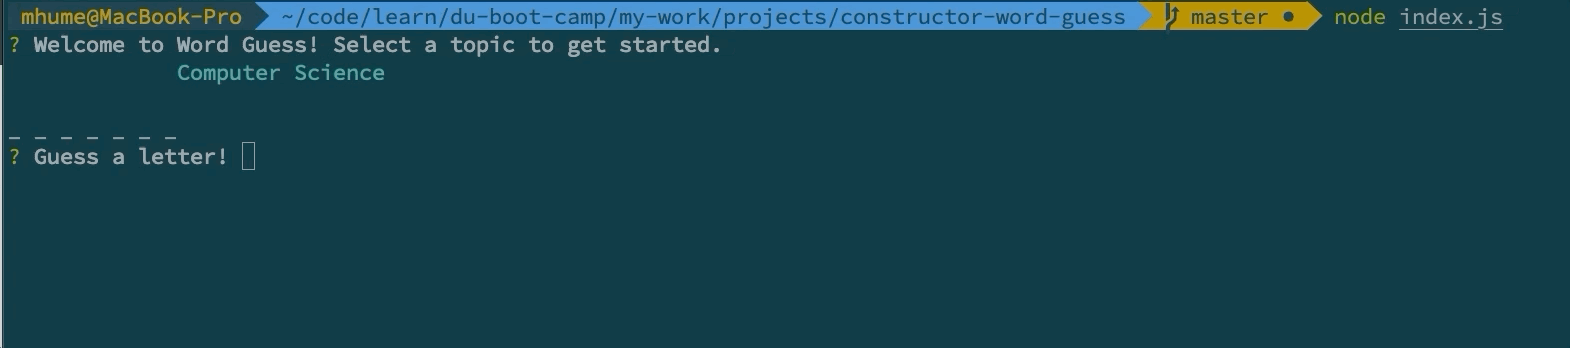 mhume@MacBook-Pro ~/code/learn/du-boot-camp/my-work/projects/constructor-word-guess master ● node index.js
? Welcome to Word Guess! Select a topic to get started.
Computer Science
_ _ _ _ _ _ _
? Guess a letter!